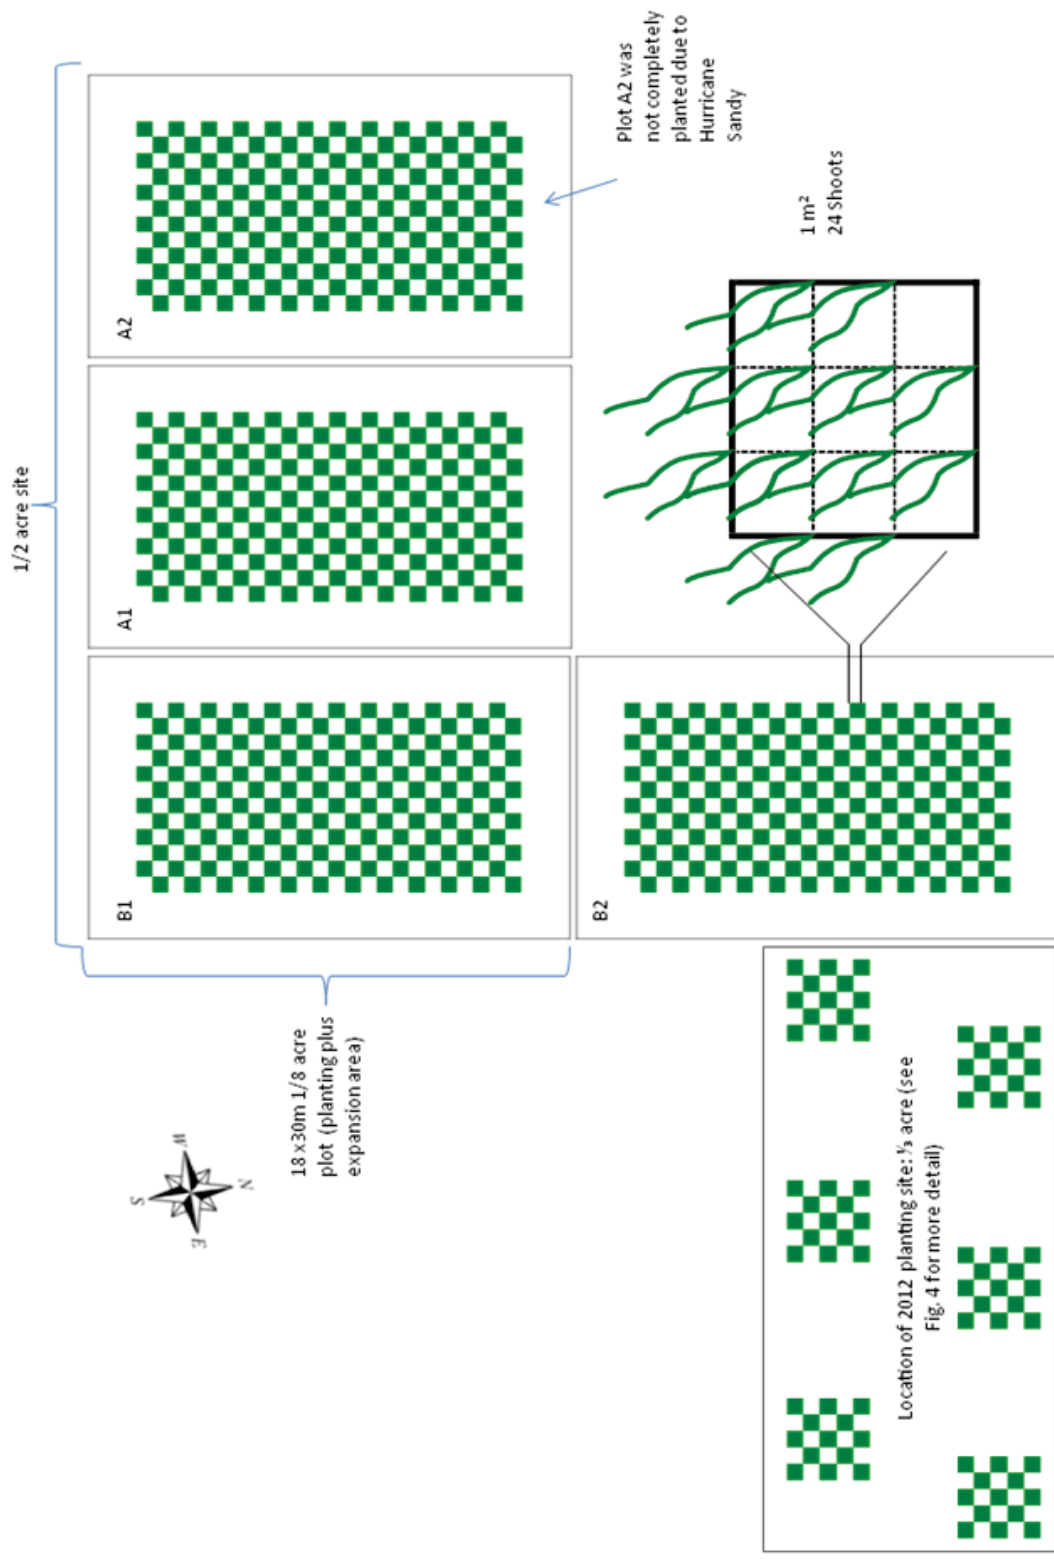 1/2 acre site
B1
A1
A2
B2
Plot A2 was
not completely
planted due to
Hurricane
Sandy
1 m²
24 Shoots
18 x30m 1/8 acre
plot (planting plus
expansion area)
S
W
E
N
Location of 2012 planting site: ⅓ acre (see
Fig. 4 for more detail)